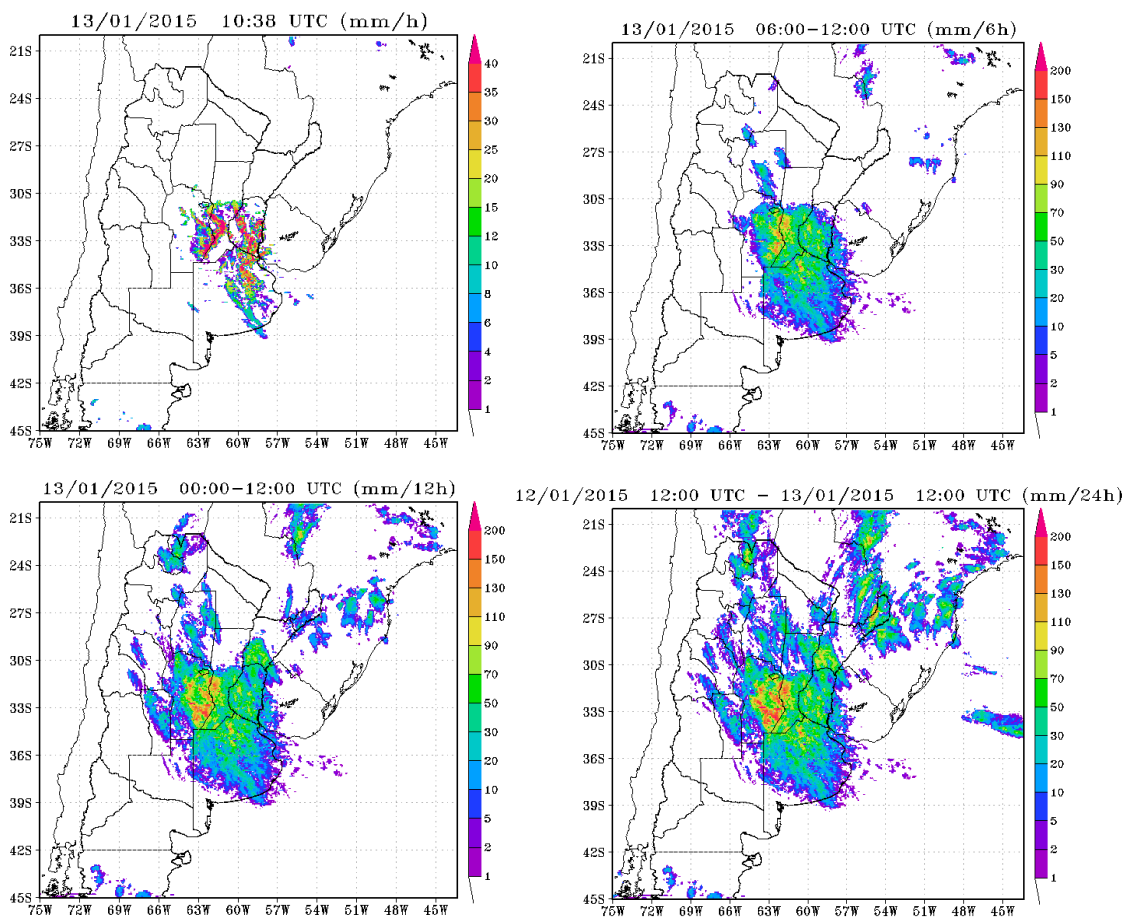 13/01/2015 10:38 UTC (mm/h)
21S
24S
27S
30S
33S
36S
39S
42S
45S
75W 72W 69W 66W 63W 60W 57W 54W 51W 48W 45W
40
35
30
25
20
15
12
10
8
6
4
2
1
13/01/2015 06:00-12:00 UTC (mm/6h)
21S
24S
27S
30S
33S
36S
39S
42S
45S
75W 72W 69W 66W 63W 60W 57W 54W 51W 48W 45W
200
150
130
110
90
70
50
30
20
10
5
2
1
13/01/2015 00:00-12:00 UTC (mm/12h)
21S
24S
27S
30S
33S
36S
39S
42S
45S
75W 72W 69W 66W 63W 60W 57W 54W 51W 48W 45W
200
150
130
110
90
70
50
30
20
10
5
2
1
12/01/2015 12:00 UTC - 13/01/2015 12:00 UTC (mm/24h)
21S
24S
27S
30S
33S
36S
39S
42S
45S
75W 72W 69W 66W 63W 60W 57W 54W 51W 48W 45W
200
150
130
110
90
70
50
30
20
10
5
2
1